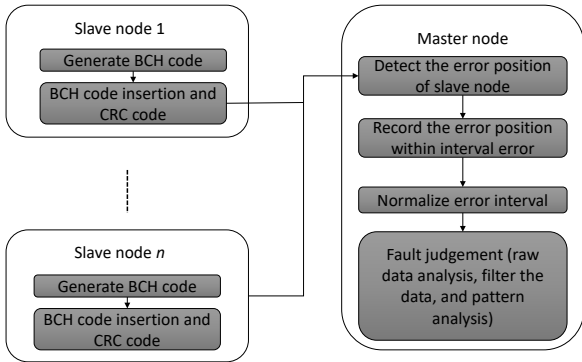 Slave node 1
Generate BCH code
BCH code insertion and
CRC code
Slave node n
Generate BCH code
BCH code insertion and
CRC code
Master node
Detect the error position
of slave node
Record the error position
within interval error
Normalize error interval
Fault judgement (raw
data analysis, filter the
data, and pattern
analysis)